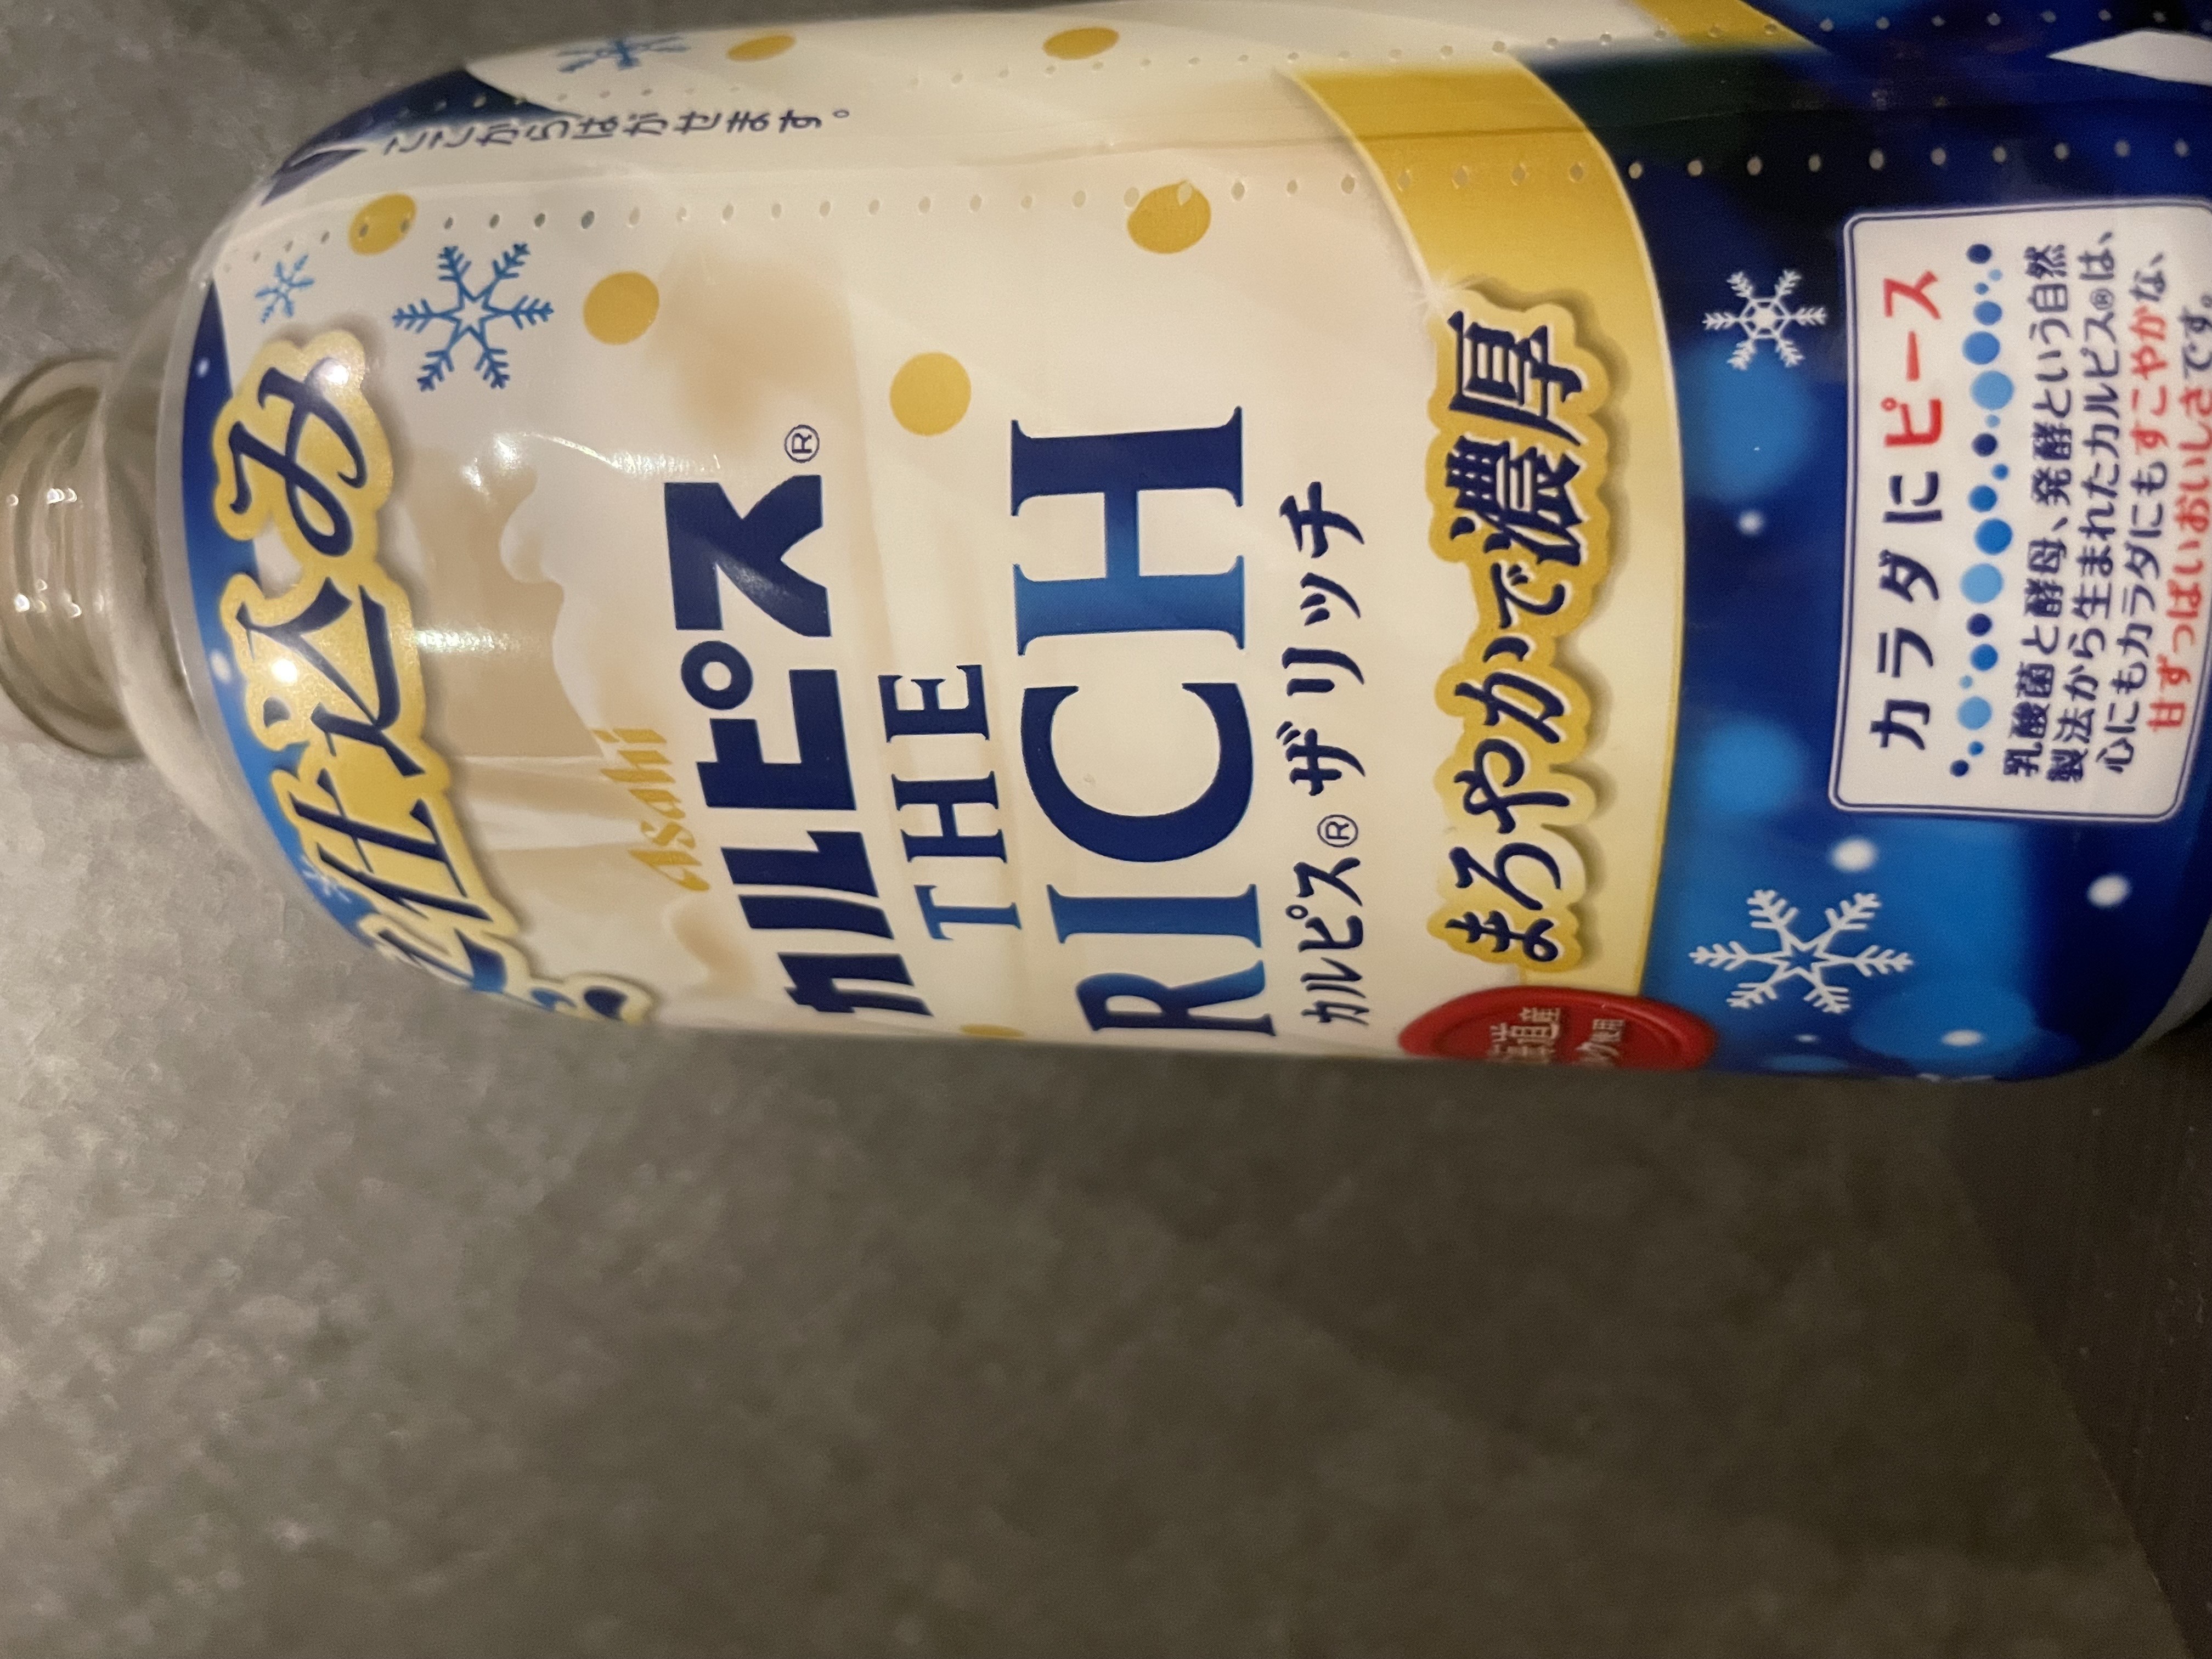 仕込み
Asahi
カルピス®
THE
RICH
カルピス® ザ リッチ
まろやかで濃厚
道産
使用
カラダにピース
乳酸菌と酵母、発酵という自然
製法から生まれたカルピス®は、
心にもカラダにもすこやかな、
甘ずっぱいおいしさです。
ここからはがせます。